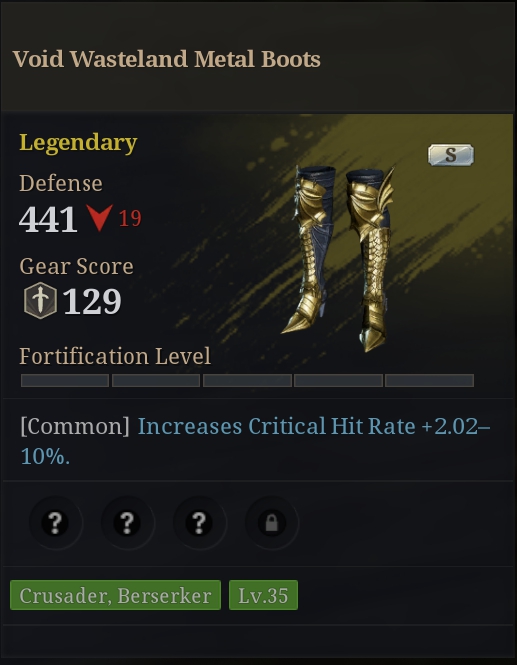 Void Wasteland Metal Boots
Legendary
S
Defense
441 19
Gear Score
129
Fortification Level
[Common] Increases Critical Hit Rate +2.02–
10%.
? ? ?
Crusader, Berserker Lv.35